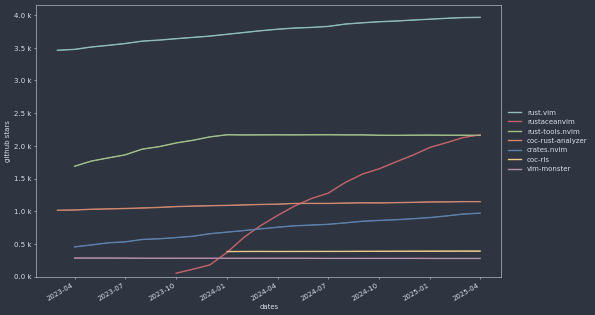 4.0 k
3.5 k
3.0 k
2.5 k
2.0 k
1.5 k
1.0 k
0.5 k
0.0 k
github stars
2023-04
2023-07
2023-10
2024-01
2024-04
2024-07
2024-10
2025-01
2025-04
dates
rust.vim
rustaceanvim
rust-tools.nvim
coc-rust-analyzer
crates.nvim
coc-rls
vim-monster